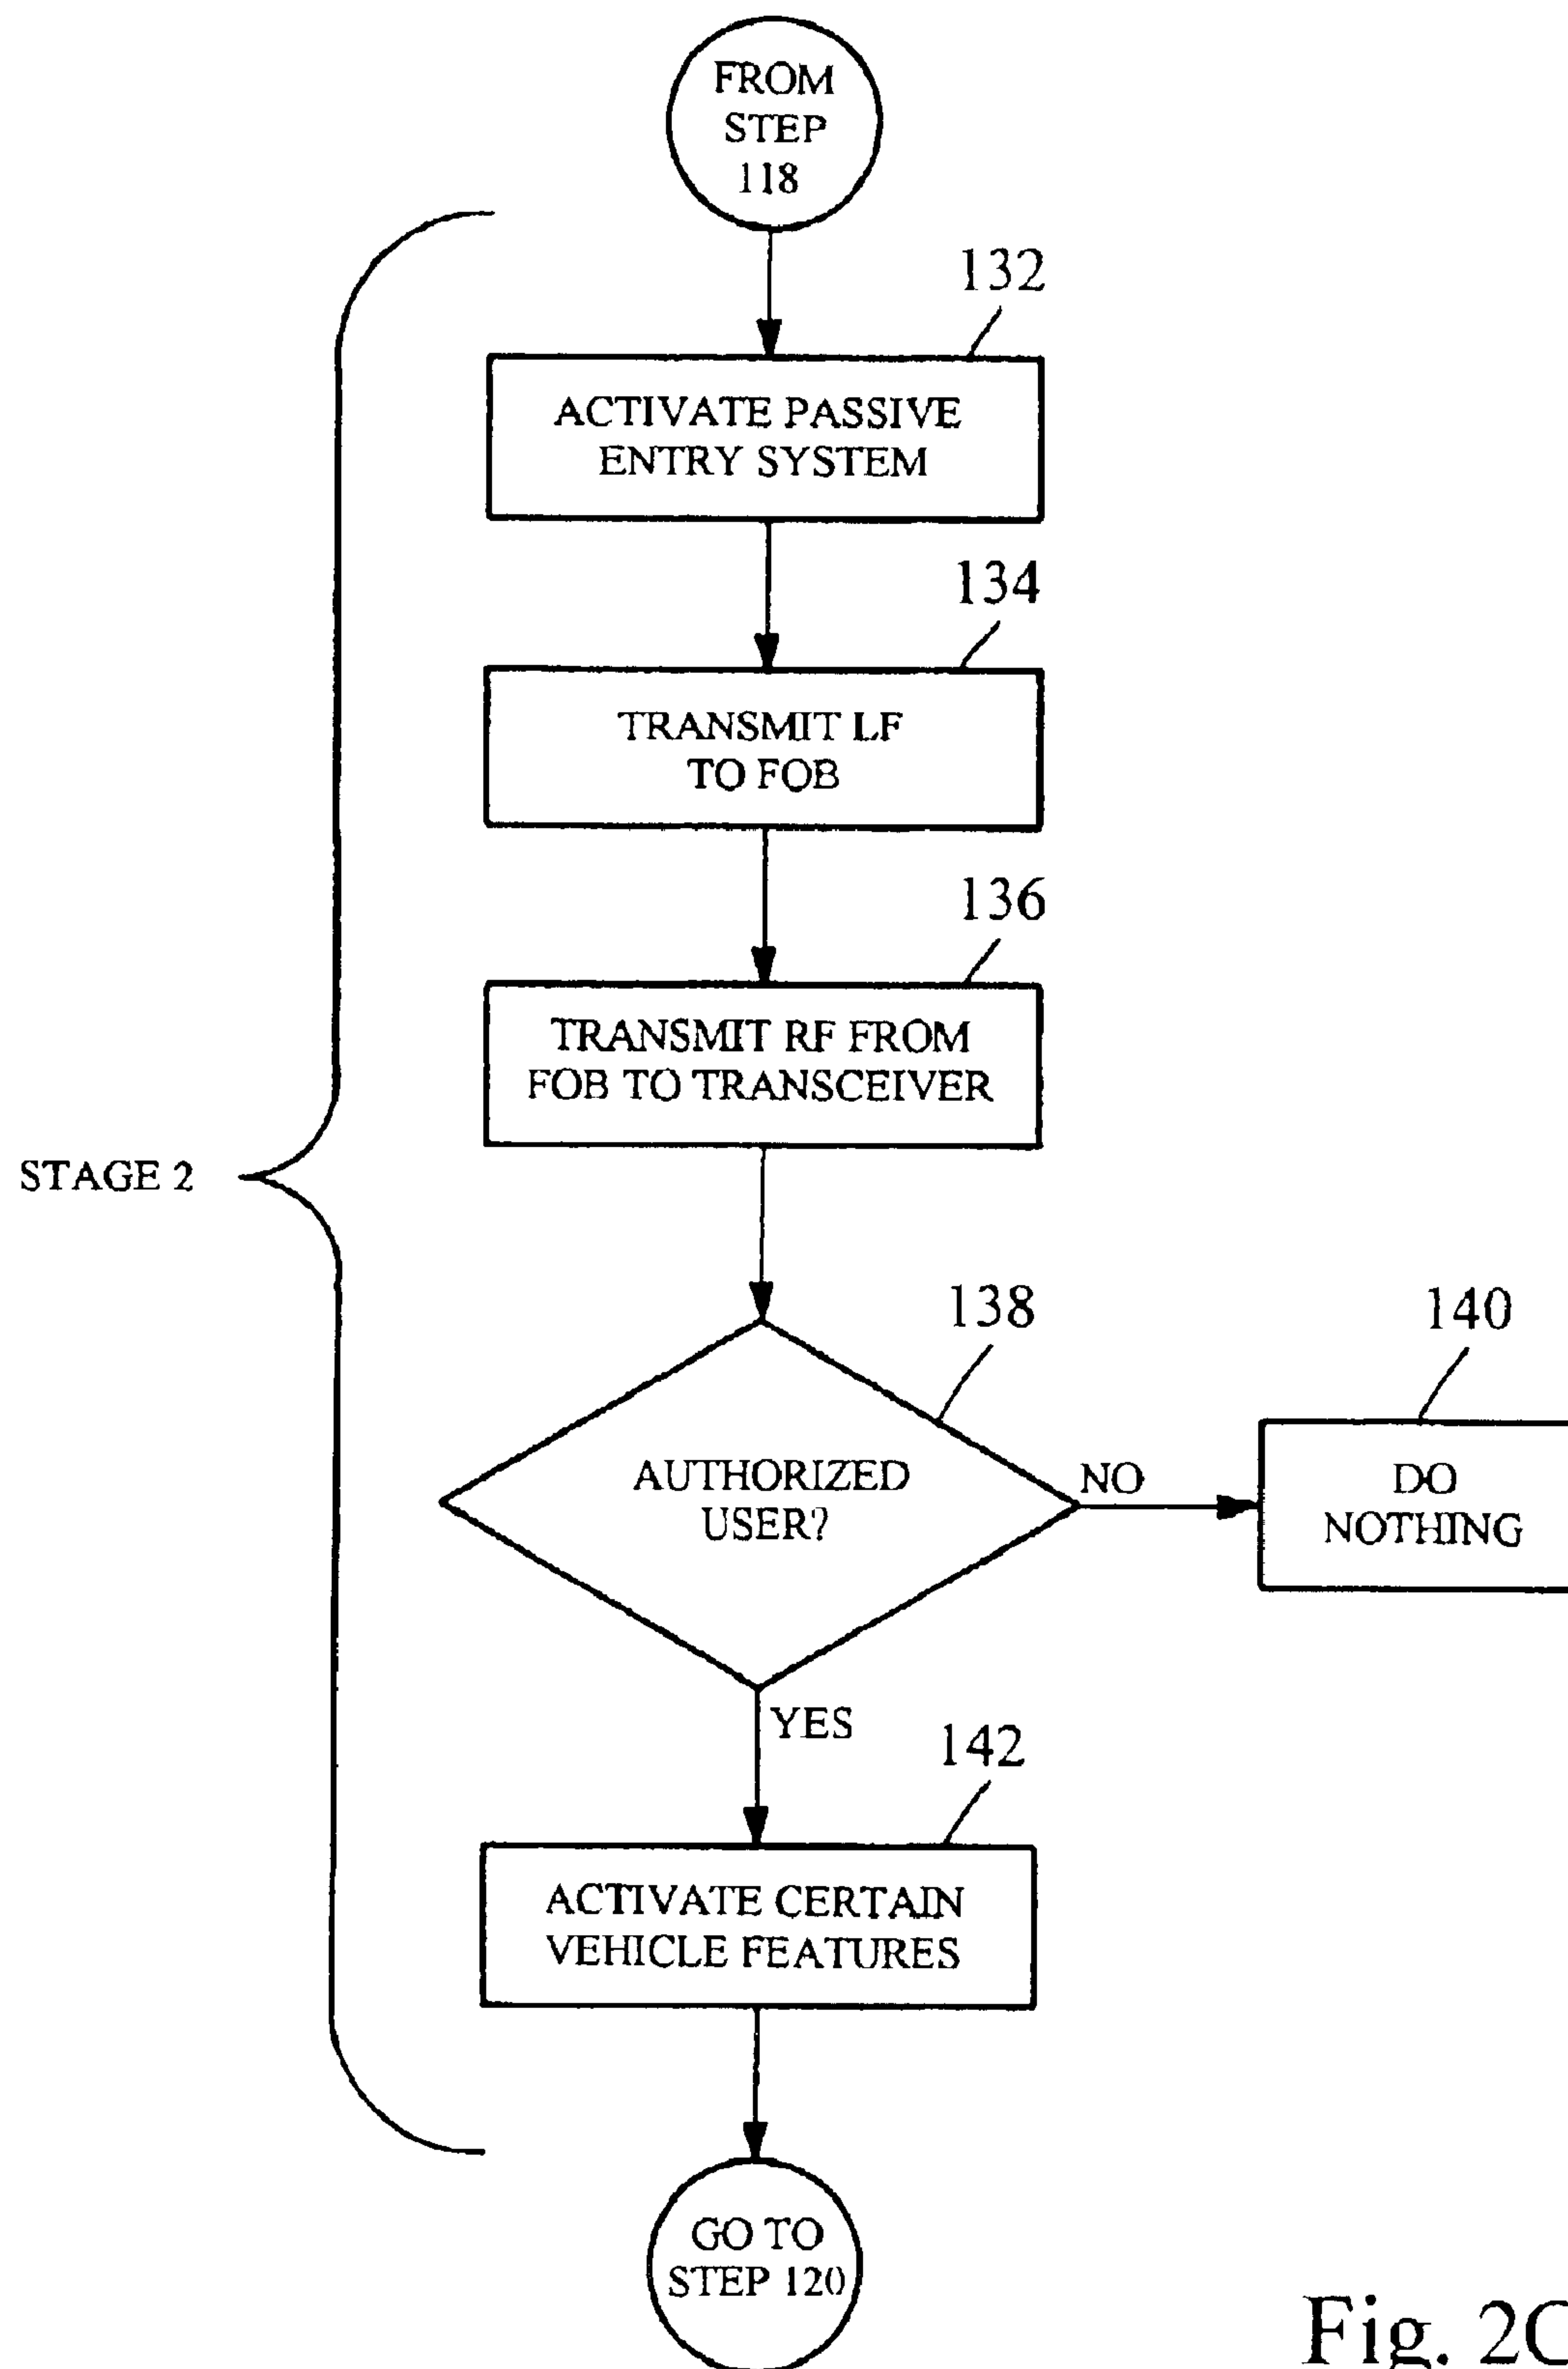 FROM
STEP
118
132
ACTIVATE PASSIVE
ENTRY SYSTEM
134
TRANSMIT LF
TO FOB
136
TRANSMIT RF FROM
FOB TO TRANSCEIVER
STAGE 2
138
140
AUTHORIZED
USER?
NO
DO
NOTHING
YES
142
ACTIVATE CERTAIN
VEHICLE FEATURES
GO TO
STEP 120
Fig. 2C